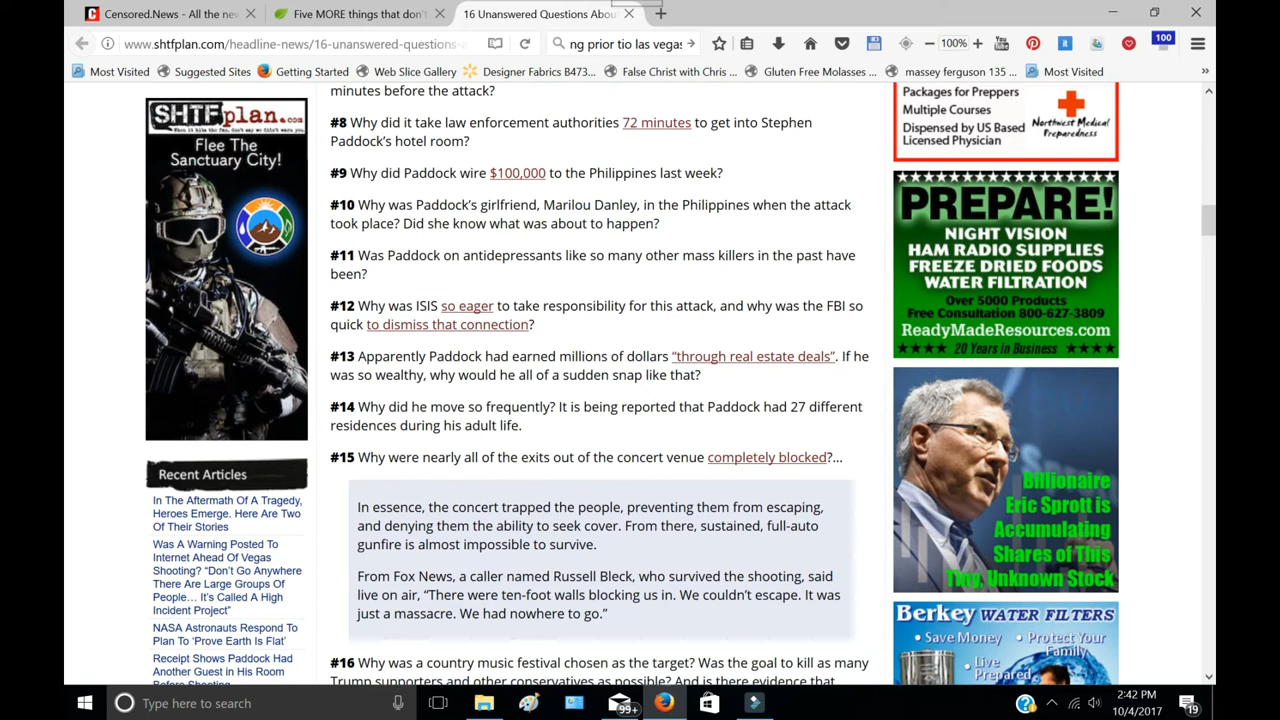 Censored.News - All the new
Five MORE things that don't
16 Unanswered Questions Abou
www.shtfplan.com/headline-news/16-unanswered-questions-
ng prior tio las vegas
100%
100
Most Visited
Suggested Sites
Getting Started
Web Slice Gallery
Designer Fabrics B473...
False Christ with Chris ...
Gluten Free Molasses ...
massey ferguson 135 ...
Most Visited
SHTFplan.com
Flee The
Sanctuary City!
Recent Articles
In The Aftermath Of A Tragedy,
Heroes Emerge. Here Are Two
Of Their Stories
Was A Warning Posted To
Internet Ahead Of Vegas
Shooting? “Don't Go Anywhere
There Are Large Groups Of
People… It's Called A High
Incident Project”
NASA Astronauts Respond To
Plan To ‘Prove Earth Is Flat’
Receipt Shows Paddock Had
Another Guest in His Room
Before Shooting
minutes before the attack?
#8 Why did it take law enforcement authorities 72 minutes to get into Stephen
Paddock's hotel room?
#9 Why did Paddock wire $100,000 to the Philippines last week?
#10 Why was Paddock's girlfriend, Marilou Danley, in the Philippines when the attack
took place? Did she know what was about to happen?
#11 Was Paddock on antidepressants like so many other mass killers in the past have
been?
#12 Why was ISIS so eager to take responsibility for this attack, and why was the FBI so
quick to dismiss that connection?
#13 Apparently Paddock had earned millions of dollars “through real estate deals”. If he
was so wealthy, why would he all of a sudden snap like that?
#14 Why did he move so frequently? It is being reported that Paddock had 27 different
residences during his adult life.
#15 Why were nearly all of the exits out of the concert venue completely blocked?…
In essence, the concert trapped the people, preventing them from escaping,
and denying them the ability to seek cover. From there, sustained, full-auto
gunfire is almost impossible to survive.
From Fox News, a caller named Russell Bleck, who survived the shooting, said
live on air, “There were ten-foot walls blocking us in. We couldn't escape. It was
just a massacre. We had nowhere to go.”
#16 Why was a country music festival chosen as the target? Was the goal to kill as many
Trump supporters and other conservatives as possible? And is there evidence that
Packages for Preppers
Multiple Courses
Dispensed by US Based
Licensed Physician
Northwest Medical
Preparedness
PREPARE!
NIGHT VISION
HAM RADIO SUPPLIES
FREEZE DRIED FOODS
WATER FILTRATION
Over 5000 Products
Free Consultation 800-627-3809
ReadyMadeResources.com
20 Years in Business
Billionaire
Eric Sprott is
Accumulating
Shares of This
Tiny, Unknown Stock
Berkey WATER FILTERS
• Save Money • Protect Your
Family
• Live
Prepared
Type here to search
99+
2:42 PM
10/4/2017
19